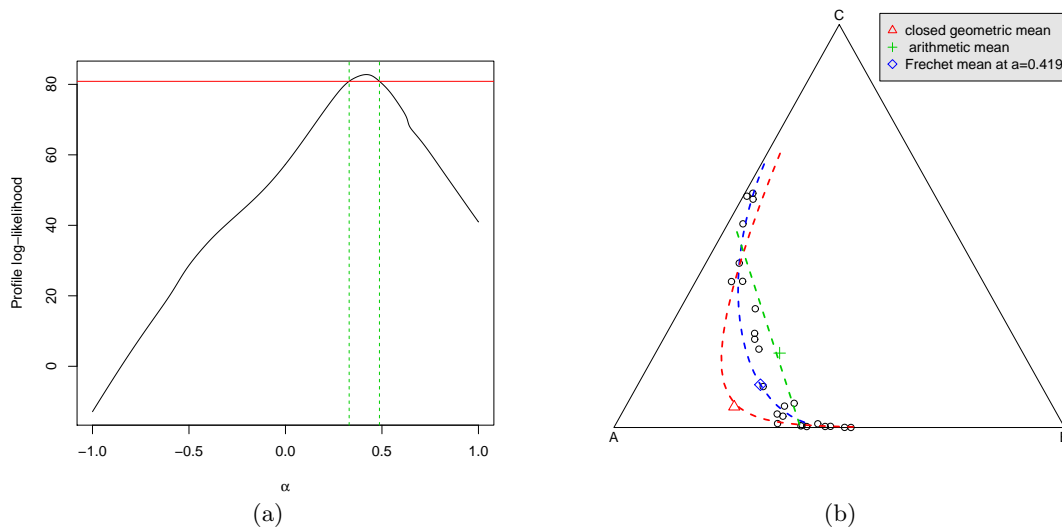 Profile log−likelihood
80
60
40
20
0
−1.0 −0.5 0.0 0.5 1.0
α
(a)
C
closed geometric mean
arithmetic mean
Frechet mean at a=0.419
A
(b)